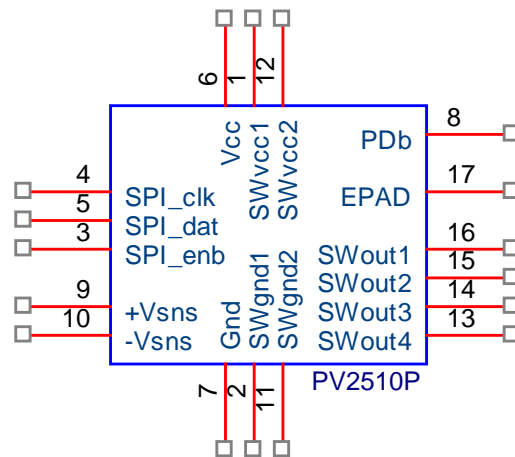 6
1
12
Vcc
SWvcc1
SWvcc2
8
PDb
4
SPI_clk
17
EPAD
5
SPI_dat
3
SPI_enb
16
SWout1
15
SWout2
9
+Vsns
14
SWout3
10
-Vsns
13
SWout4
Gnd
SWgnd1
SWgnd2
PV2510P
7
2
11